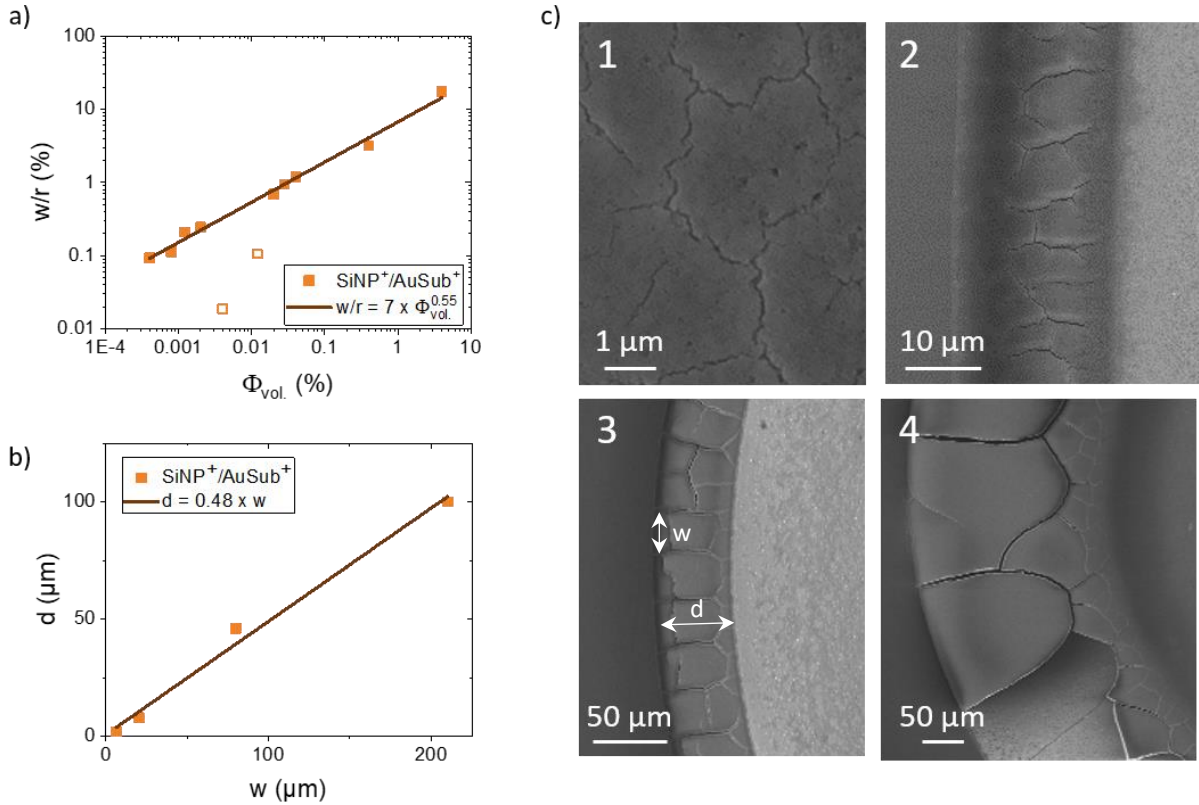 a)
100
10
1
0.1
0.01
w/r (%)
SiNP⁺/AuSub⁺
w/r = 7 x Φvol.^0.55
1E-4
0.001
0.01
0.1
1
10
Φvol. (%)
b)
100
50
0
d (µm)
SiNP⁺/AuSub⁺
d = 0.48 x w
0
100
200
w (µm)
c)
1
1 µm
2
10 µm
3
w
d
50 µm
4
50 µm